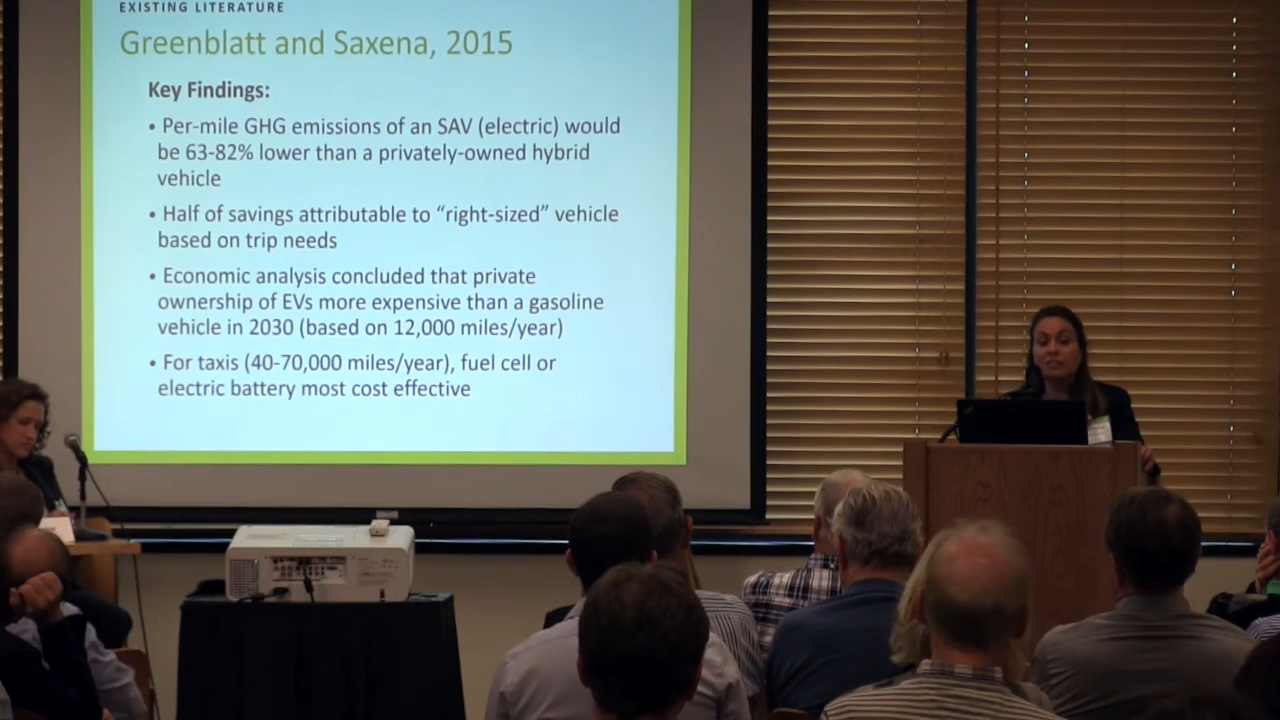 EXISTING LITERATURE
Greenblatt and Saxena, 2015
Key Findings:
• Per-mile GHG emissions of an SAV (electric) would
be 63-82% lower than a privately-owned hybrid
vehicle
• Half of savings attributable to “right-sized” vehicle
based on trip needs
• Economic analysis concluded that private
ownership of EVs more expensive than a gasoline
vehicle in 2030 (based on 12,000 miles/year)
• For taxis (40-70,000 miles/year), fuel cell or
electric battery most cost effective